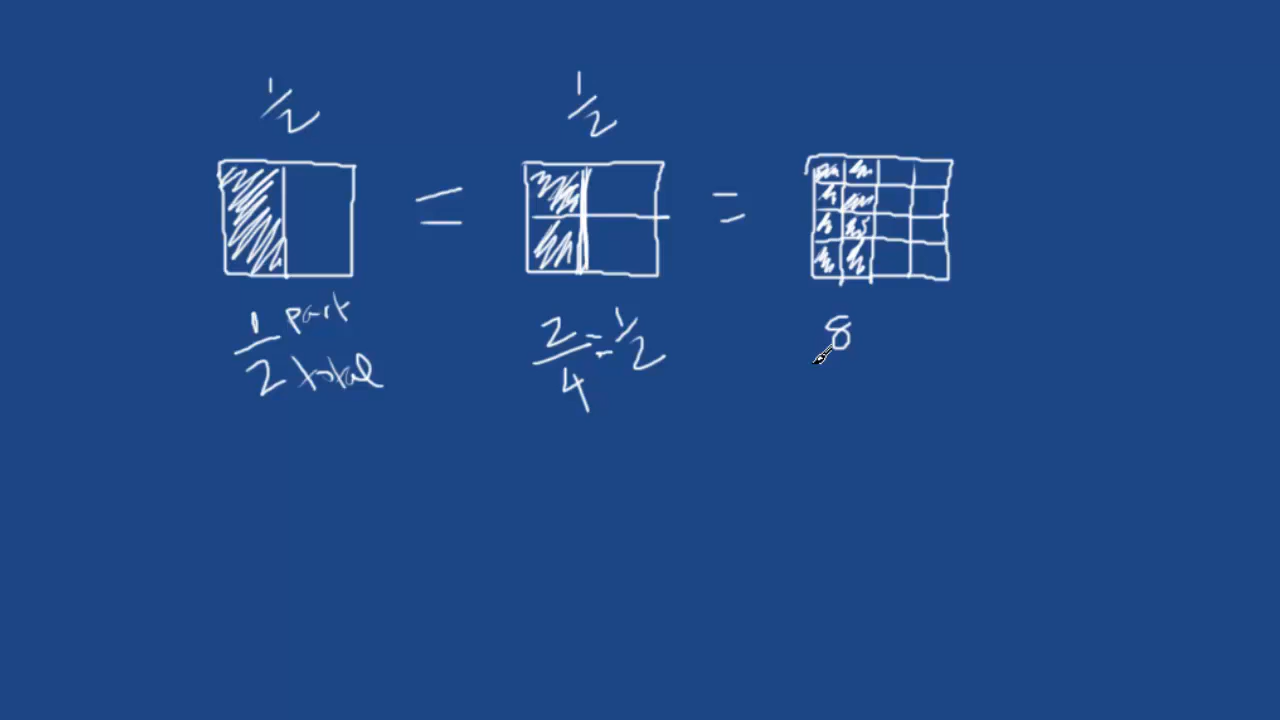 1/2 1/2
= =
1/2 part total
2/4 = 1/2
8